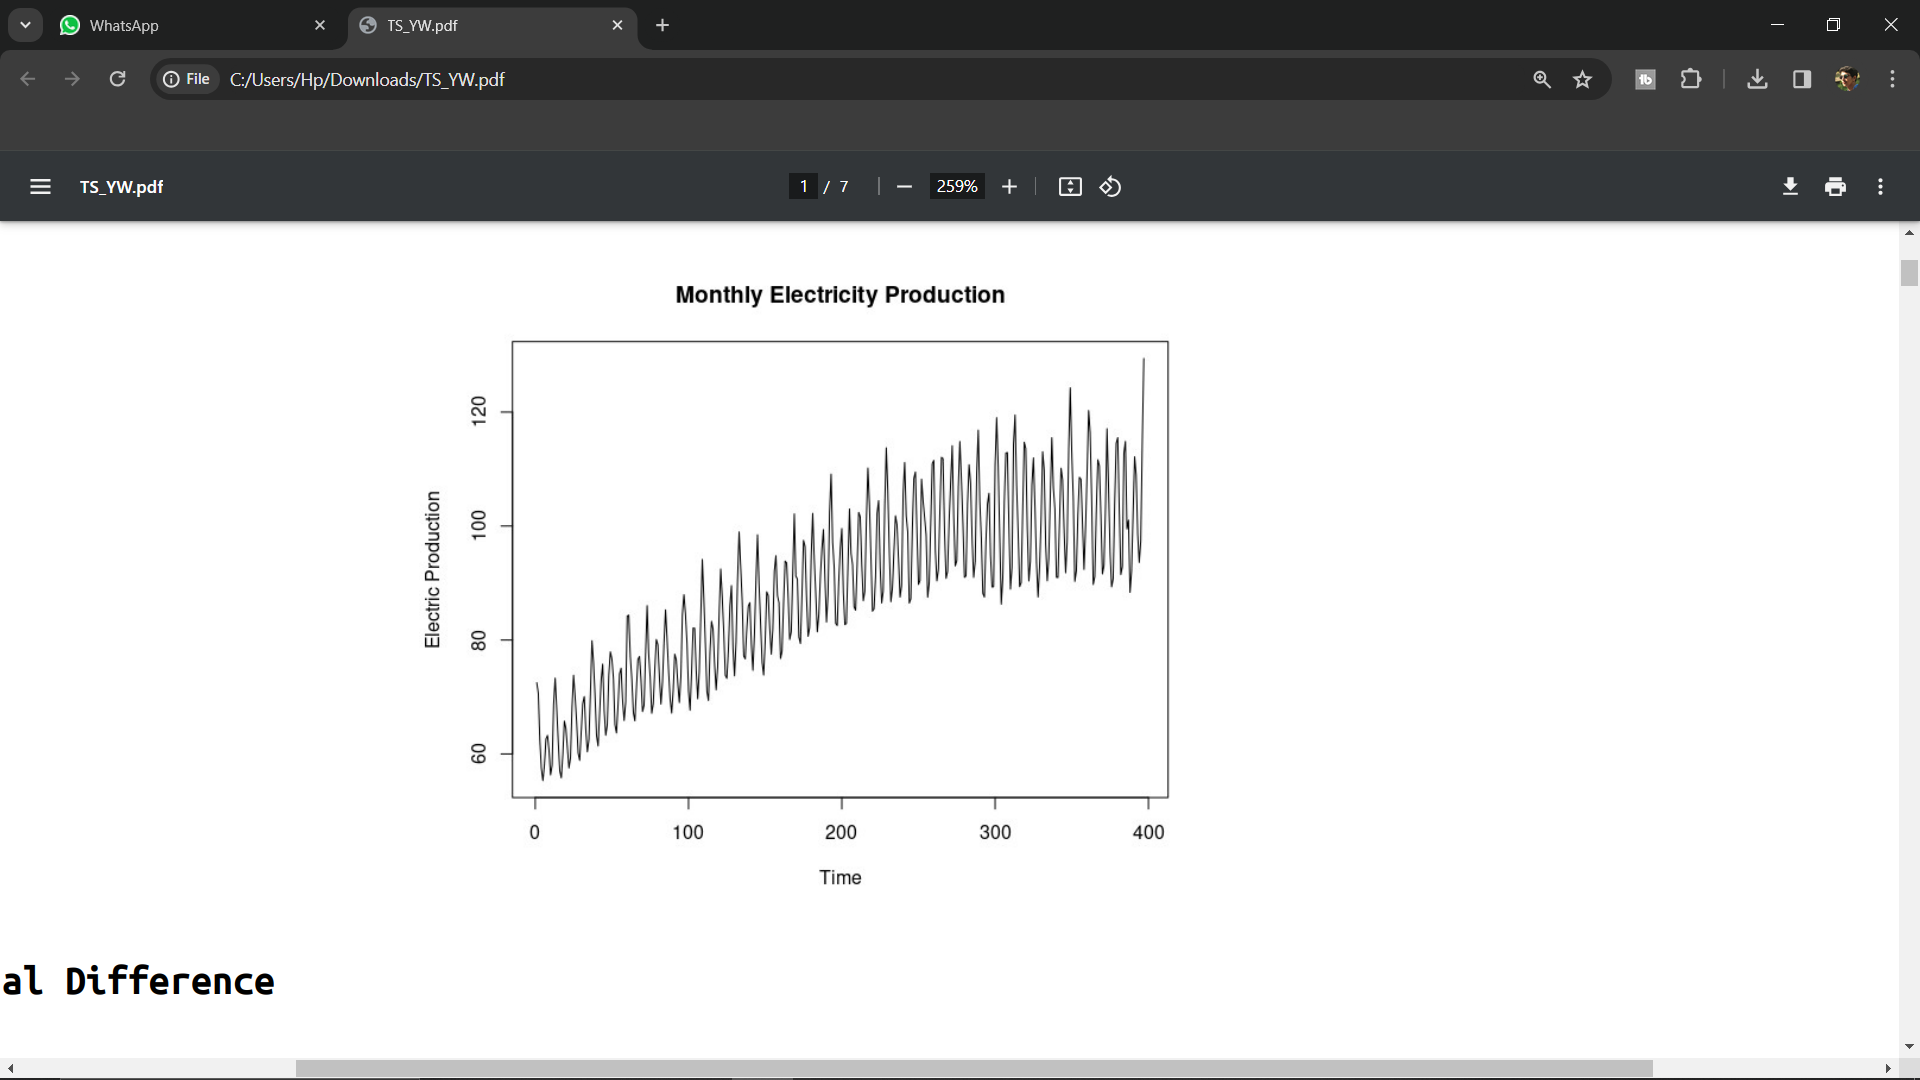 WhatsApp
TS_YW.pdf
File
C:/Users/Hp/Downloads/TS_YW.pdf
TS_YW.pdf
1 / 7
259%
Monthly Electricity Production
Electric Production
120
100
80
60
0 100 200 300 400
Time
al Difference